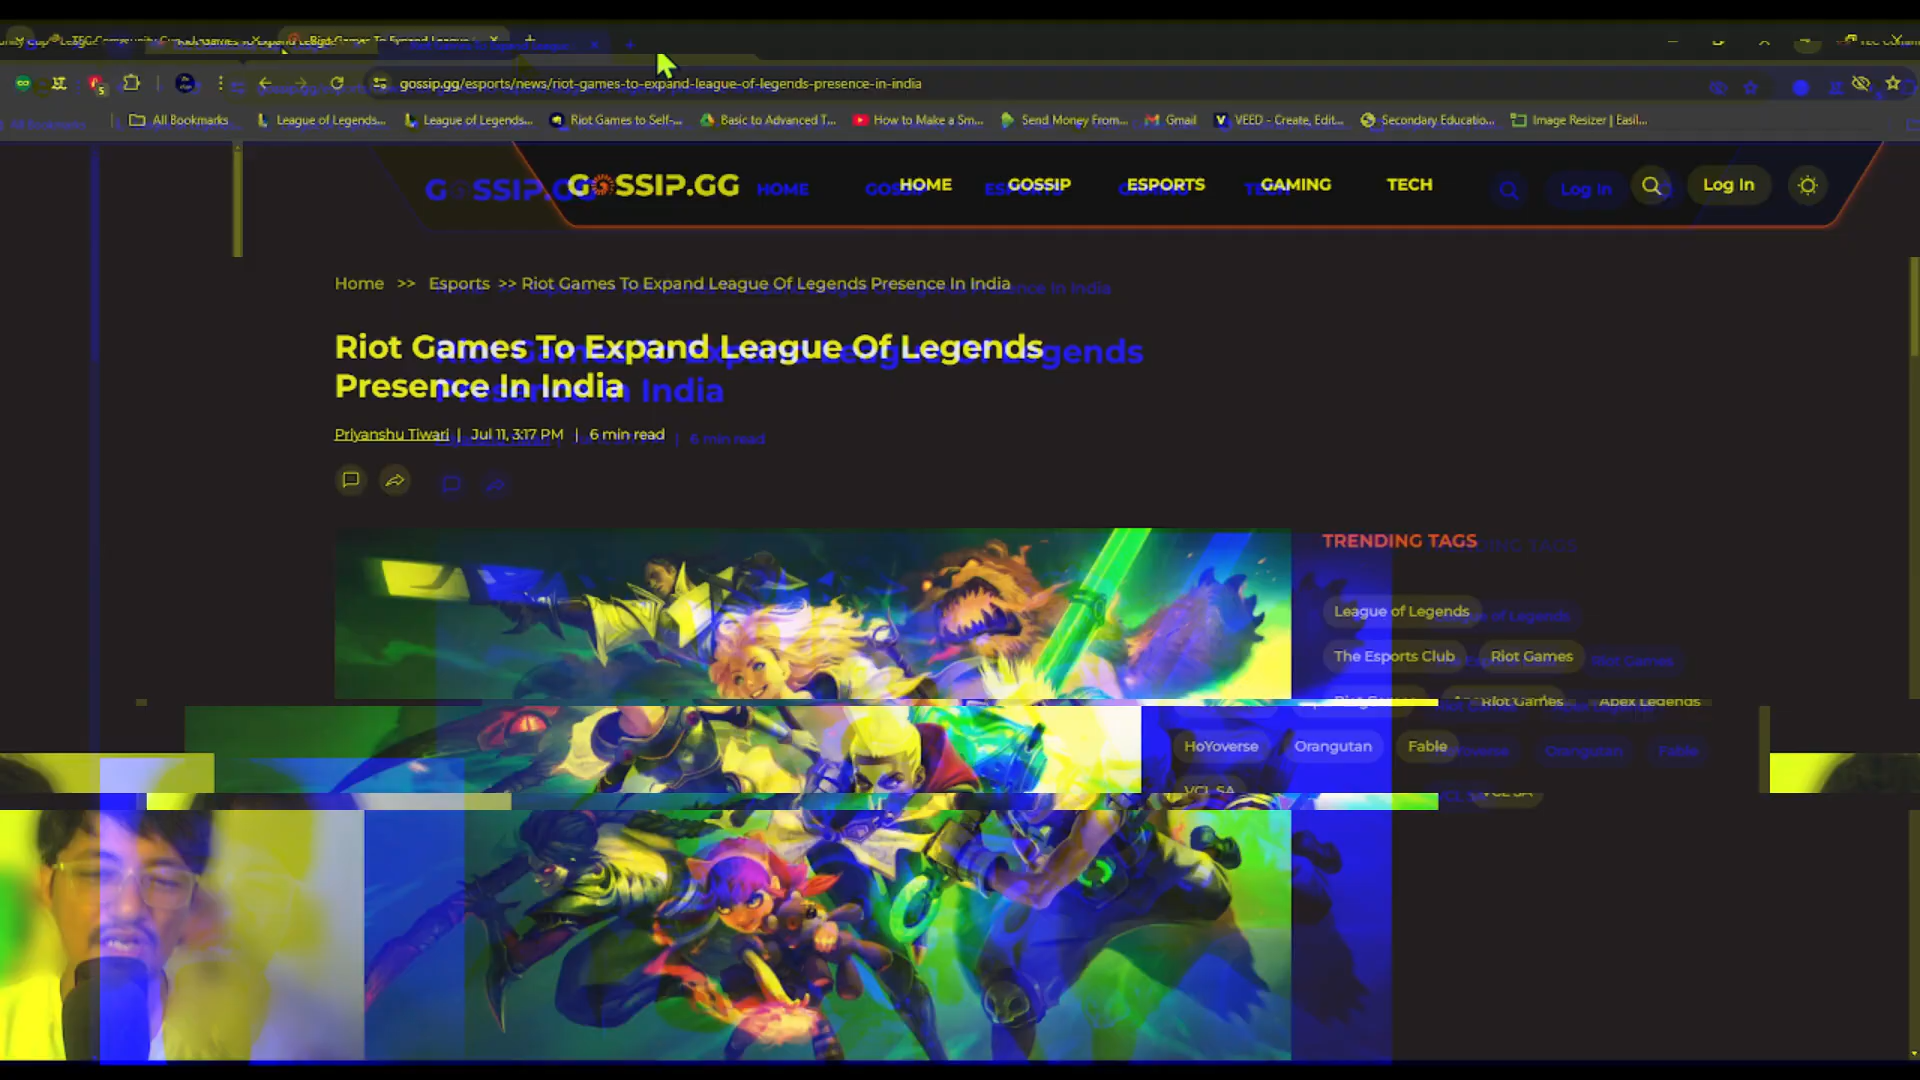 gossip.gg/esports/news/riot-games-to-expand-league-of-legends-presence-in-india
All Bookmarks League of Legends... League of Legends... Riot Games to Self-... Basic to Advanced T... How to Make a Sm... Send Money From... Gmail VEED - Create, Edit... Secondary Educatio... Image Resizer | Easil...
GOSSIP.GG HOME GOSSIP ESPORTS GAMING TECH Log In
Home >> Esports >> Riot Games To Expand League Of Legends Presence In India
Riot Games To Expand League Of Legends
Presence In India
Priyanshu Tiwari | Jul 11, 3:17 PM | 6 min read
TRENDING TAGS
League of Legends
The Esports Club Riot Games
Riot Games Apex Legends
HoYoverse Orangutan Fable
VCL SA